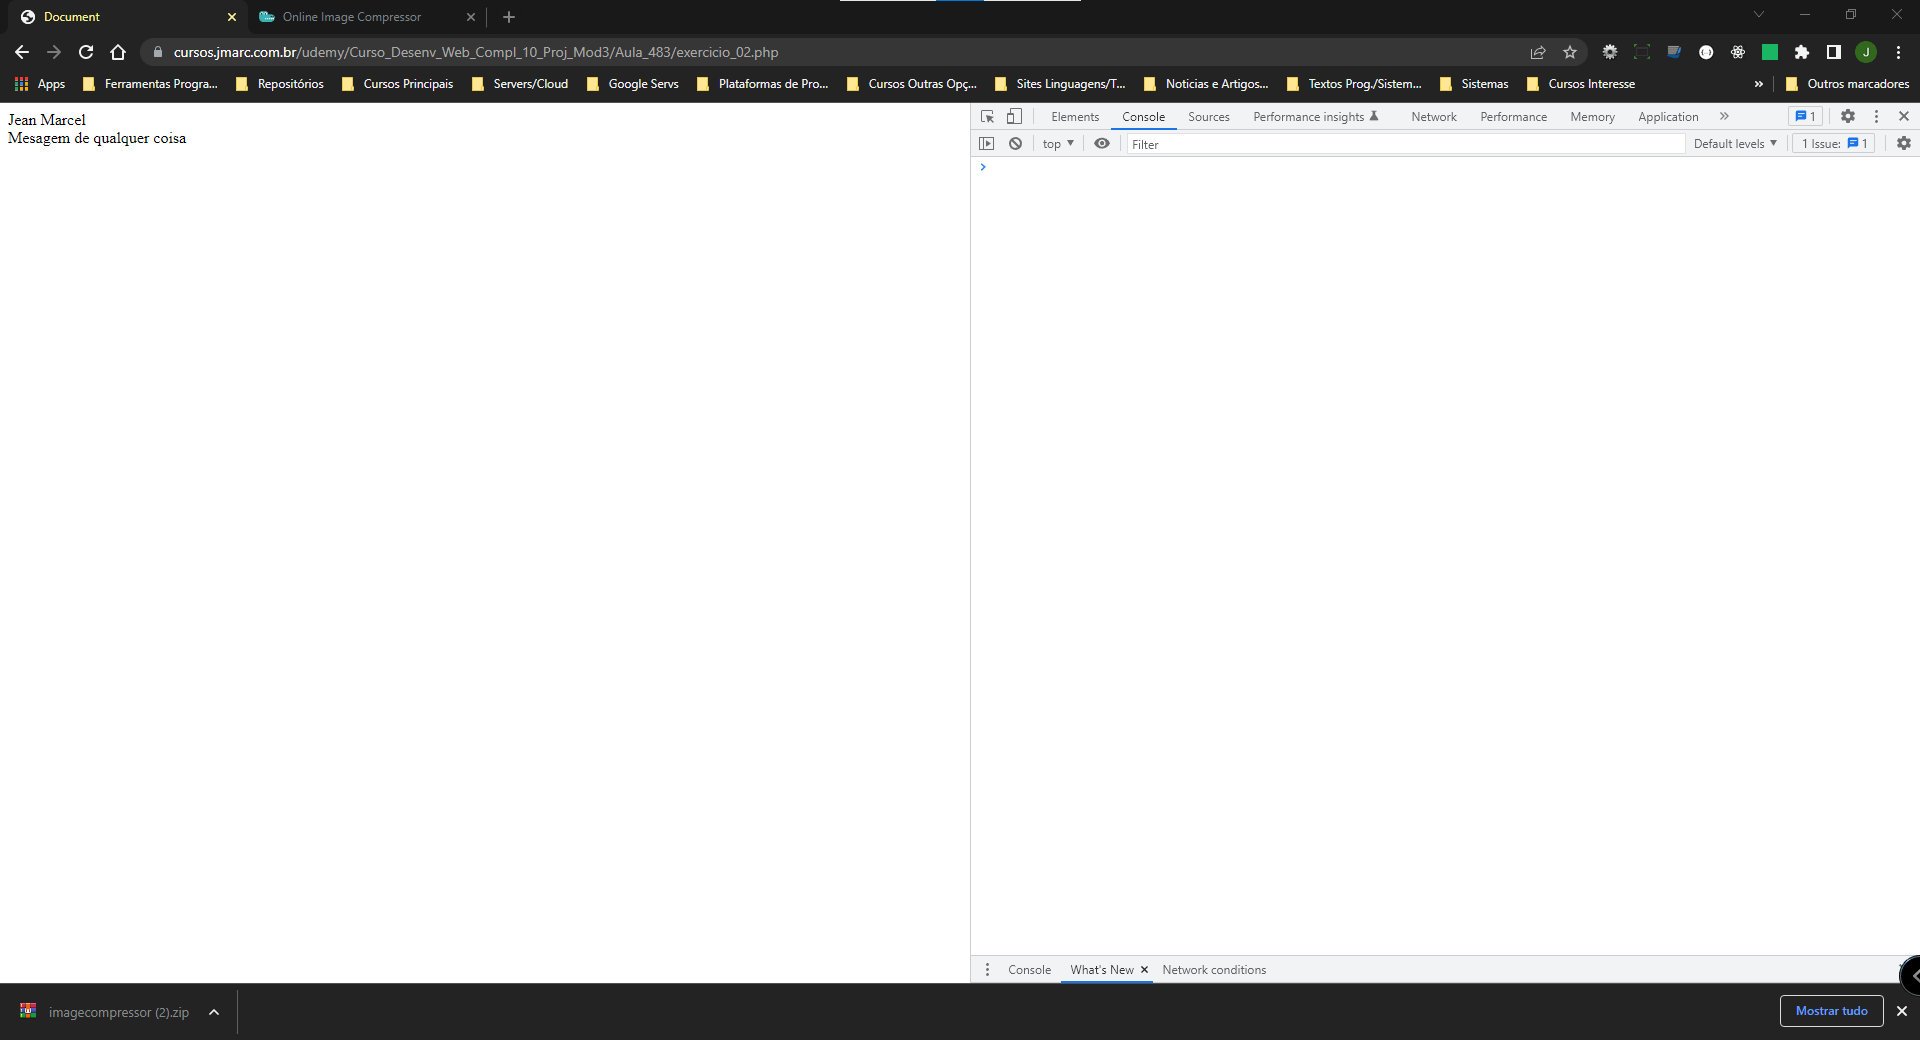 Document
Online Image Compressor
cursos.jmarc.com.br/udemy/Curso_Desenv_Web_Compl_10_Proj_Mod3/Aula_483/exercicio_02.php
J
Apps Ferramentas Progra... Repositórios Cursos Principais Servers/Cloud Google Servs Plataformas de Pro... Cursos Outras Opç... Sites Linguagens/T... Noticias e Artigos... Textos Prog./Sistem... Sistemas Cursos Interesse » Outros marcadores
Jean Marcel
Mesagem de qualquer coisa
Elements Console Sources Performance insights Network Performance Memory Application » 1
top Filter Default levels 1 Issue: 1
Console What's New Network conditions
imagecompressor (2).zip
Mostrar tudo